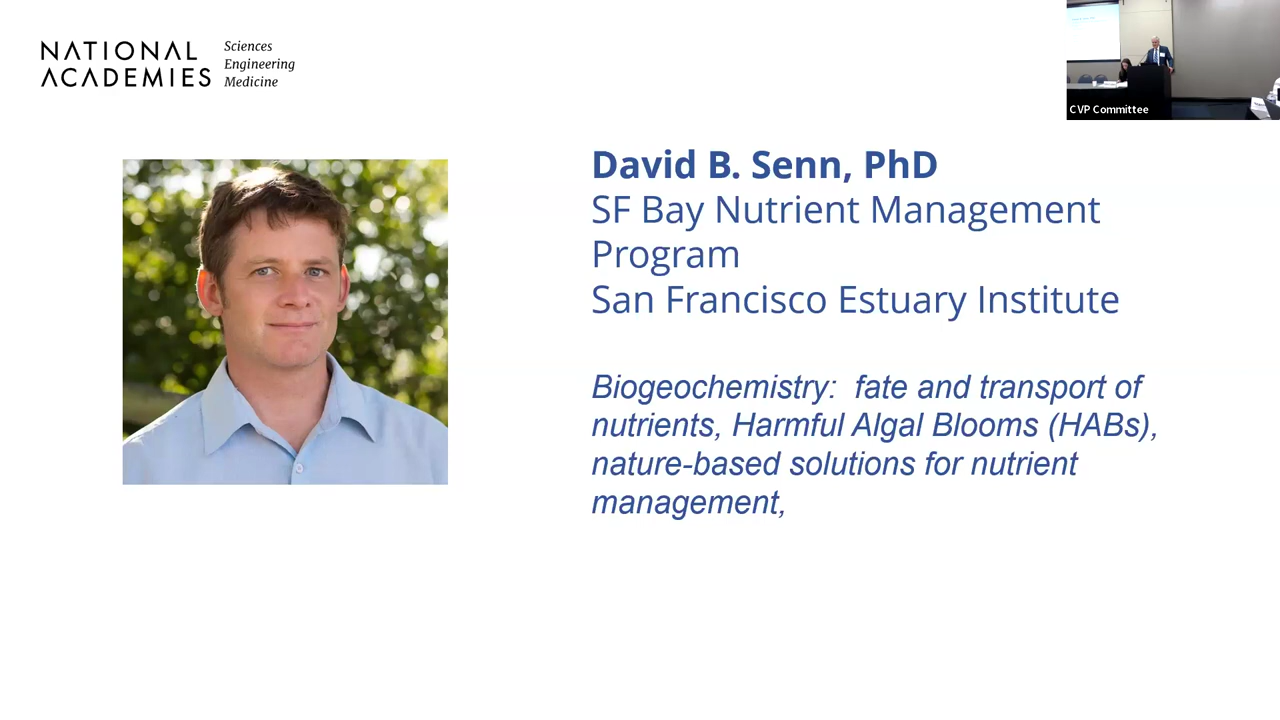 NATIONAL
ACADEMIES
Sciences
Engineering
Medicine
CVP Committee
David B. Senn, PhD
SF Bay Nutrient Management
Program
San Francisco Estuary Institute
Biogeochemistry:  fate and transport of
nutrients, Harmful Algal Blooms (HABs),
nature-based solutions for nutrient
management,